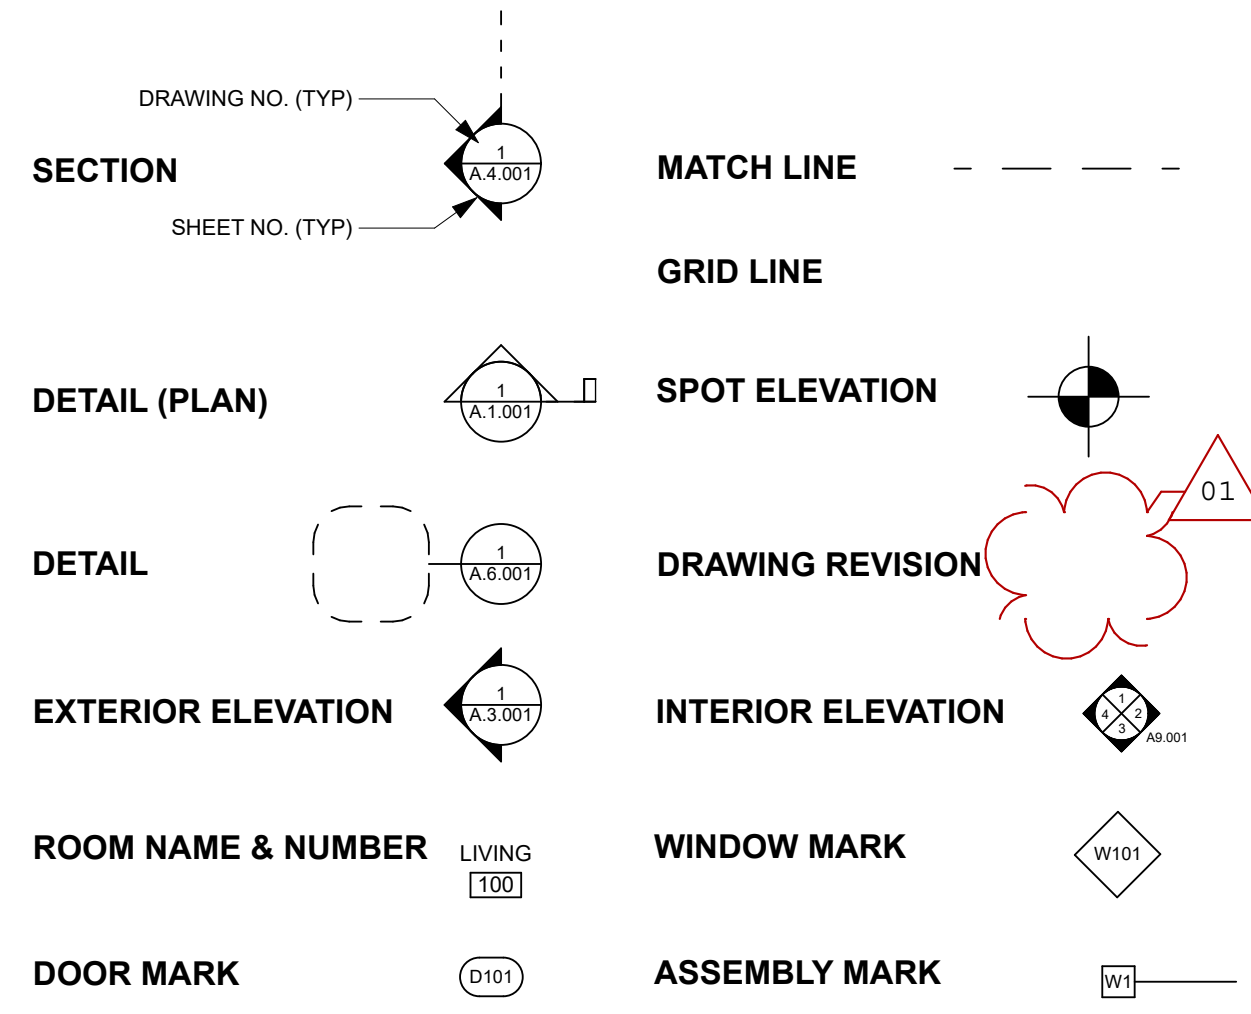 DRAWING NO. (TYP)
SECTION
1
A.4.001
SHEET NO. (TYP)
MATCH LINE
GRID LINE
DETAIL (PLAN)
1
A.1.001
SPOT ELEVATION
DETAIL
1
A.6.001
DRAWING REVISION
01
EXTERIOR ELEVATION
1
A.3.001
INTERIOR ELEVATION
1
4 2
3
A9.001
ROOM NAME & NUMBER
LIVING
100
WINDOW MARK
W101
DOOR MARK
D101
ASSEMBLY MARK
W1